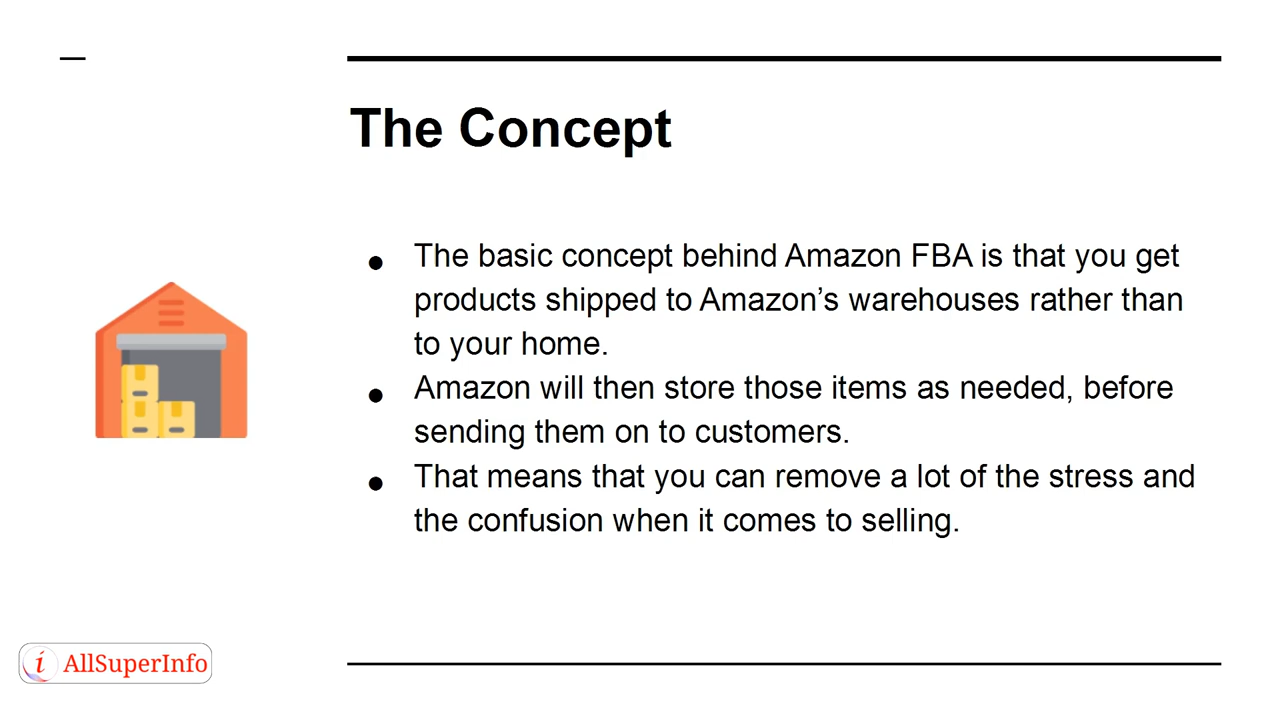 The Concept
● The basic concept behind Amazon FBA is that you get
products shipped to Amazon’s warehouses rather than
to your home.
● Amazon will then store those items as needed, before
sending them on to customers.
● That means that you can remove a lot of the stress and
the confusion when it comes to selling.
i AllSuperInfo